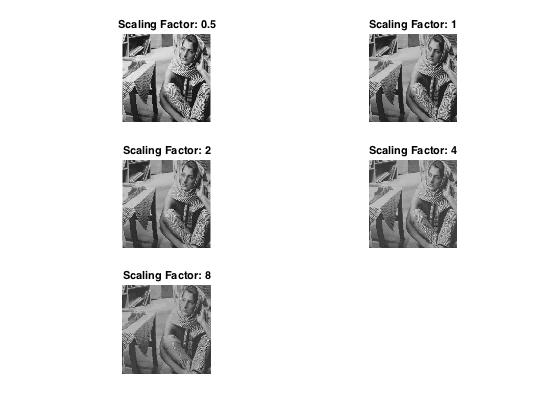 Scaling Factor: 0.5
Scaling Factor: 1
Scaling Factor: 2
Scaling Factor: 4
Scaling Factor: 8